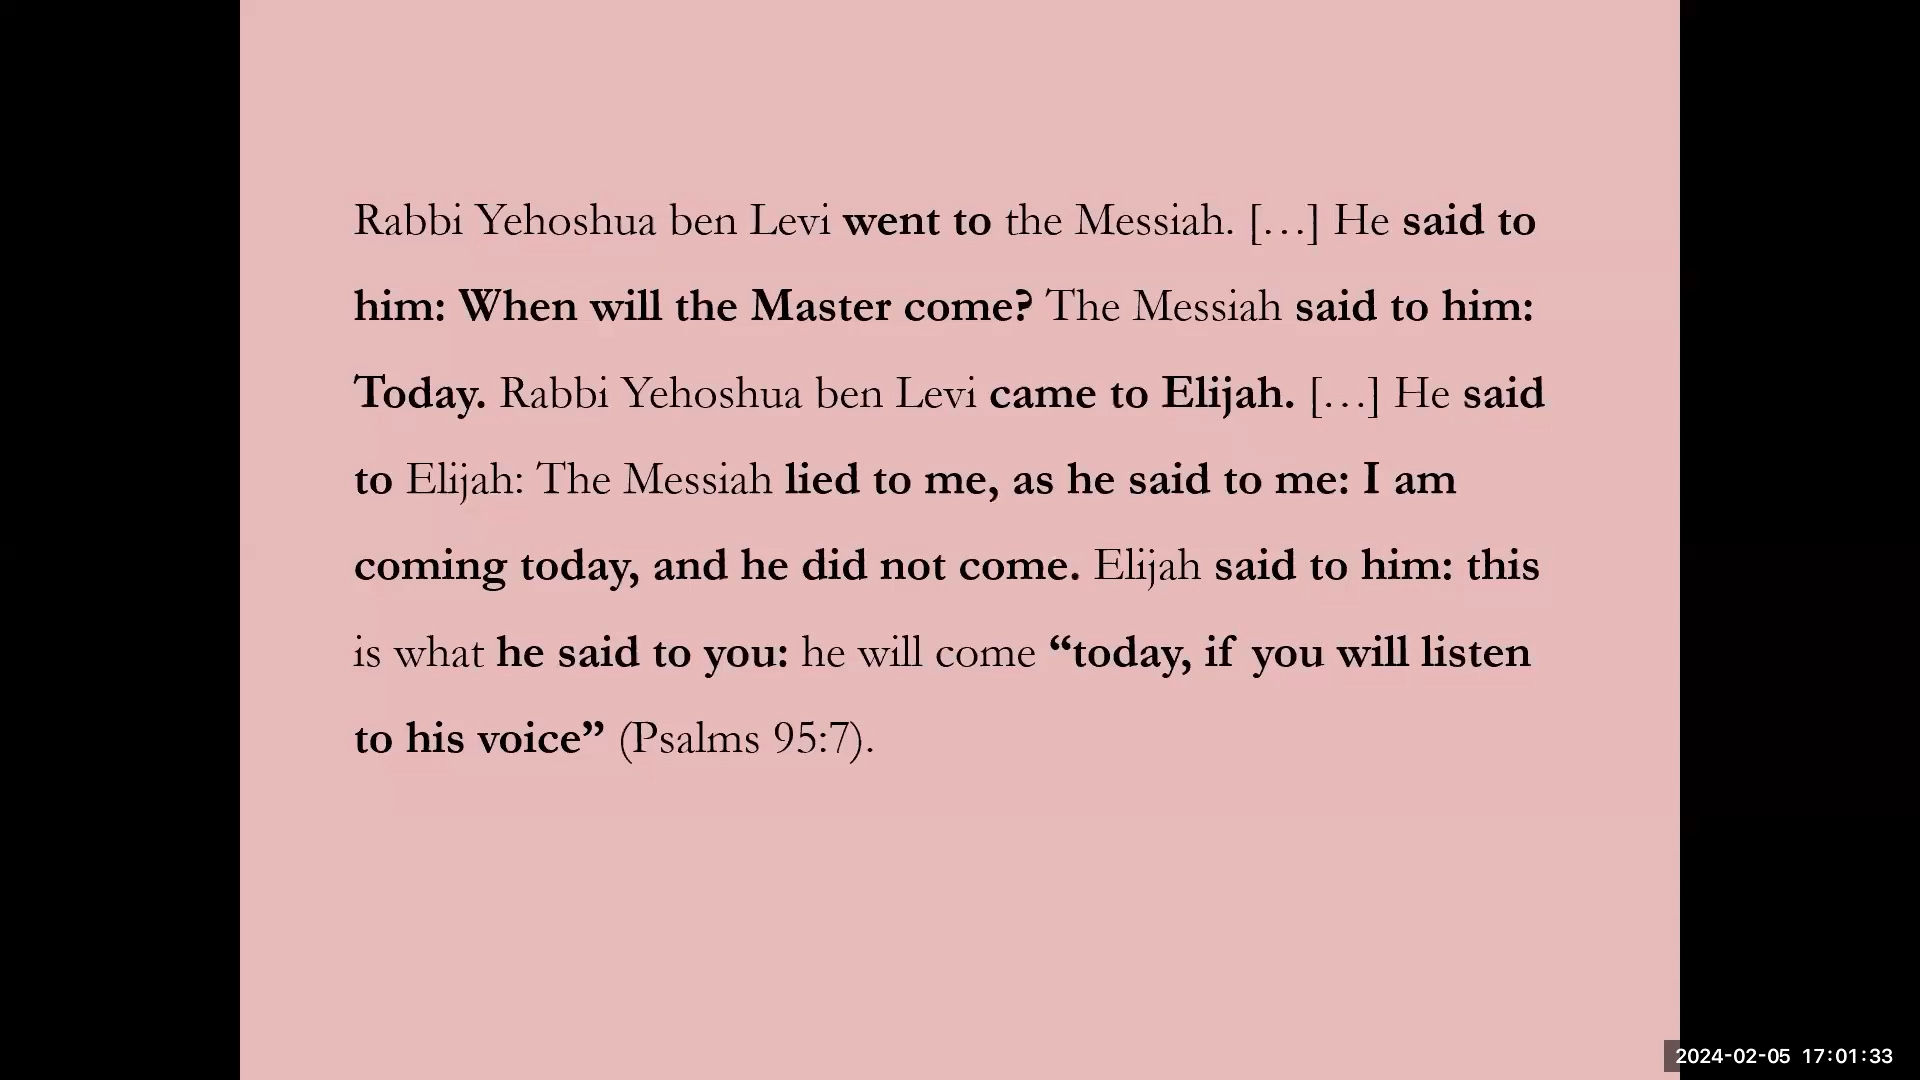 Rabbi Yehoshua ben Levi went to the Messiah. […] He said to
him: When will the Master come? The Messiah said to him:
Today. Rabbi Yehoshua ben Levi came to Elijah. […] He said
to Elijah: The Messiah lied to me, as he said to me: I am
coming today, and he did not come. Elijah said to him: this
is what he said to you: he will come “today, if you will listen
to his voice” (Psalms 95:7).
2024-02-05 17:01:33